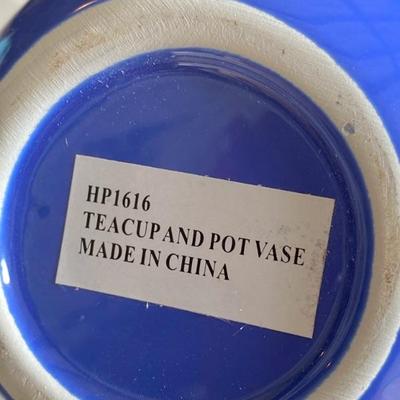 HP1616
TEACUP AND POT VASE
MADE IN CHINA